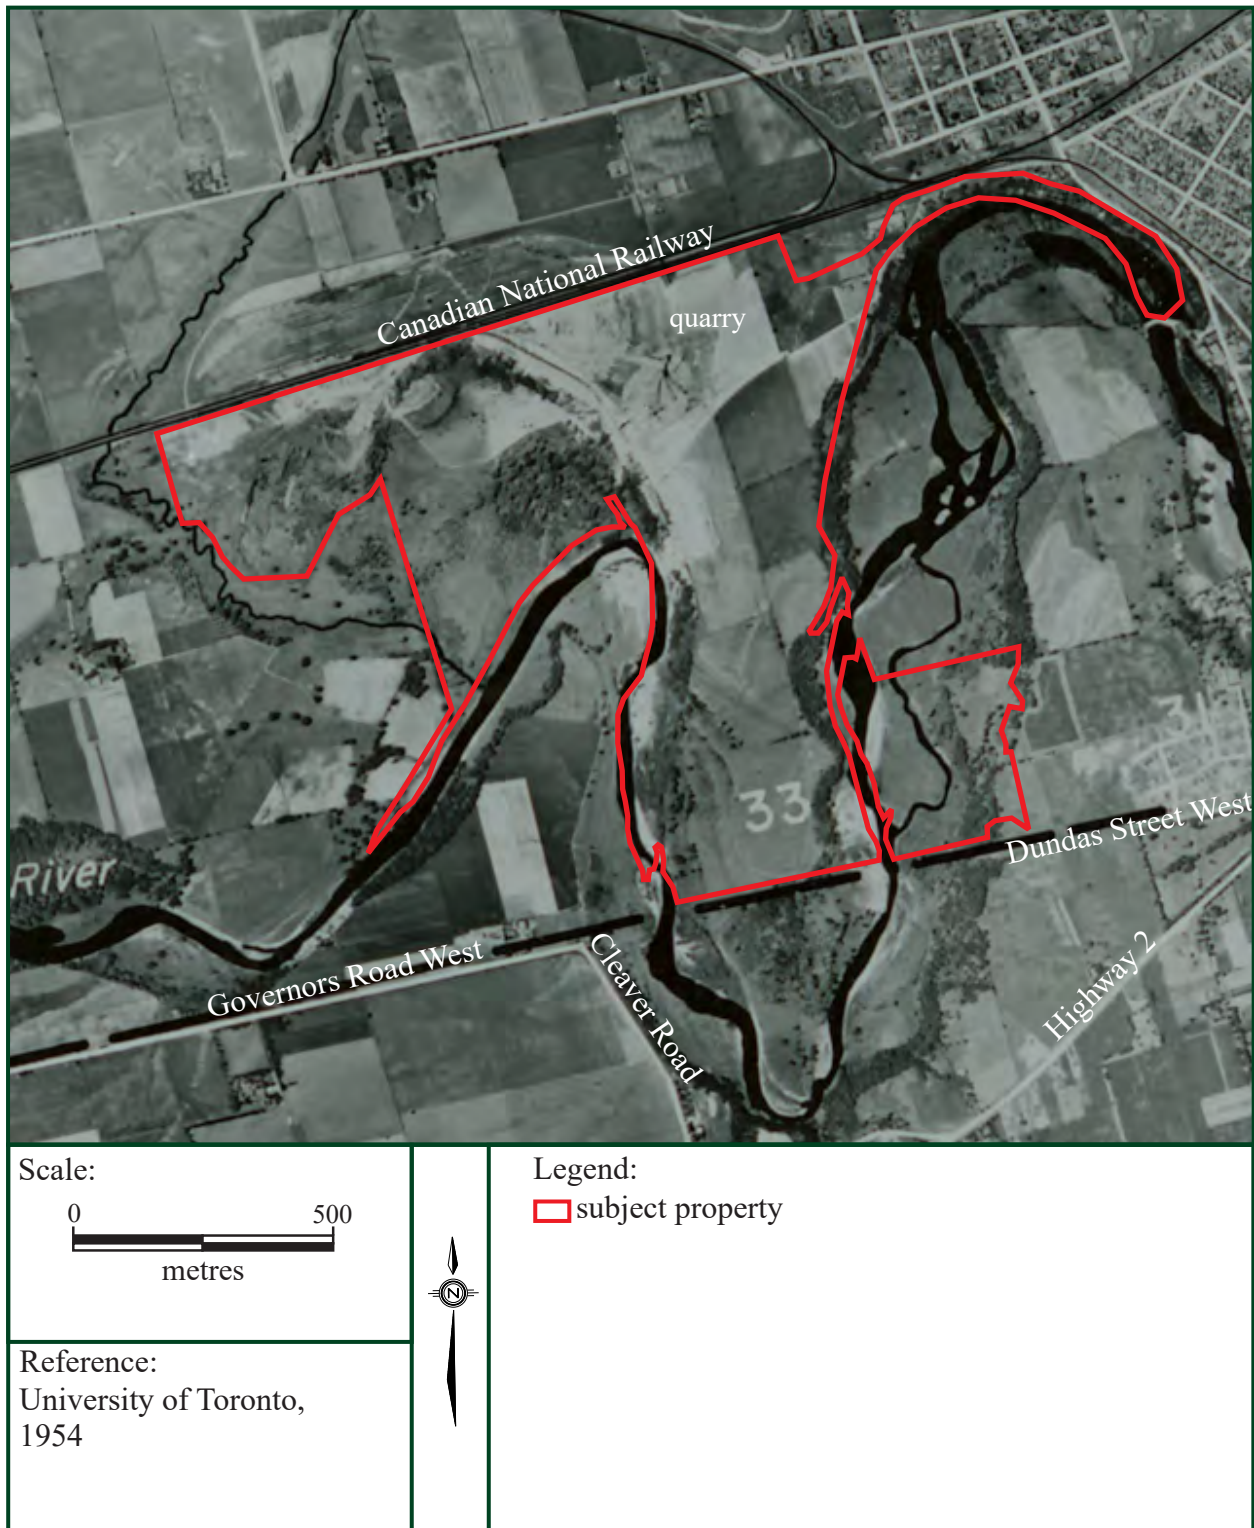 Canadian National Railway
quarry
33
31
River
Dundas Street West
Governors Road West
Cleaver Road
Highway 2
Scale:
0 500
metres
Reference:
University of Toronto,
1954
N
Legend:
subject property